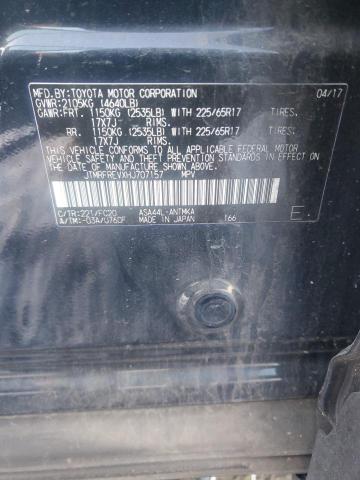 MFD.BY:TOYOTA MOTOR CORPORATION 04/17
GVWR:2105KG (4640LB)
GAWR:FRT. 1150KG (2535LB) WITH 225/65R17 TIRES.
17X7J RIMS.
RR. 1150KG (2535LB) WITH 225/65R17 TIRES.
17X7J RIMS.
THIS VEHICLE CONFORMS TO ALL APPLICABLE FEDERAL MOTOR
VEHICLE SAFETY AND BUMPER STANDARDS IN EFFECT ON THE
DATE OF MANUFACTURE SHOWN ABOVE.
JTMRFREVXHJ707157 MPV
C/TR:221/FC20 ASA44L-ANTMKA
A/TM:-03A/U760F MADE IN JAPAN 166 E